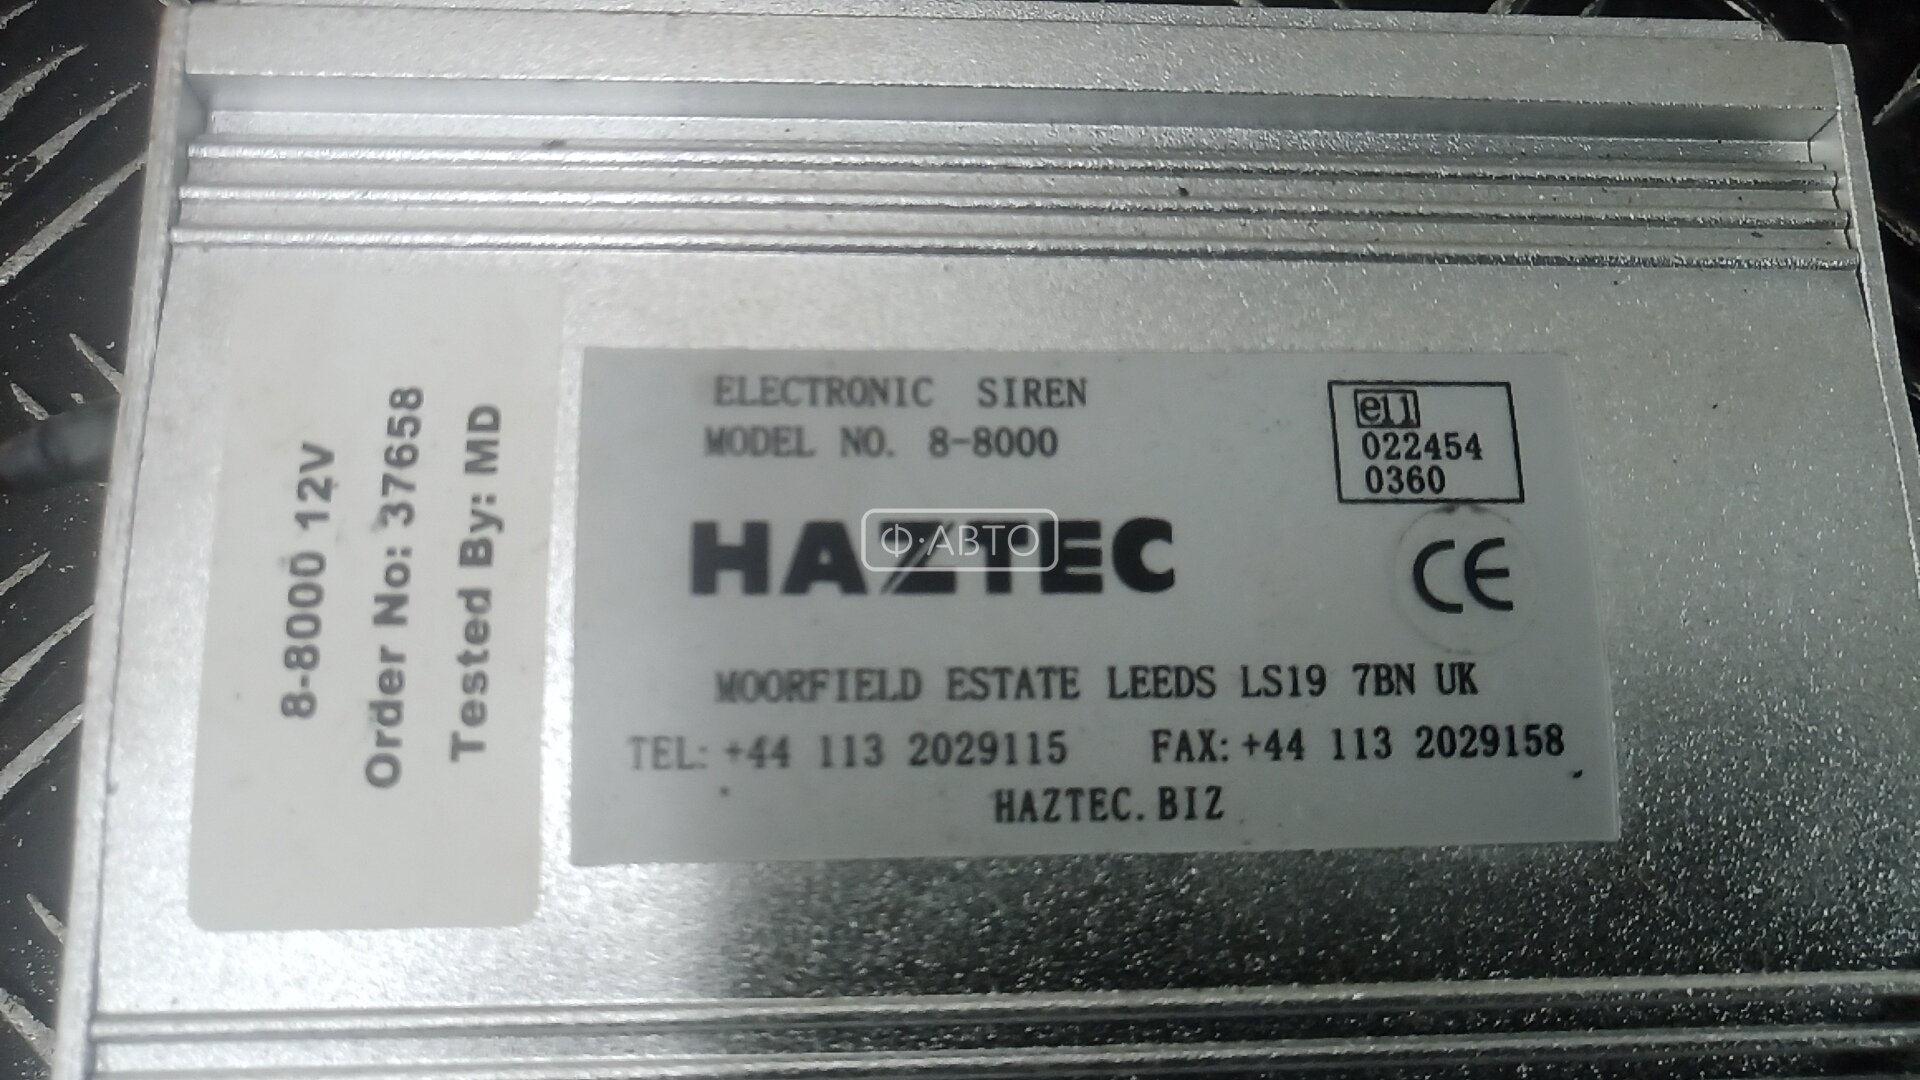 8-8000 12V
Order No: 37658
Tested By: MD
ELECTRONIC SIREN
MODEL NO. 8-8000
e11
022454
0360
HAZTEC
Ф·АВТО
CE
MOORFIELD ESTATE LEEDS LS19 7BN UK
TEL: +44 113 2029115 FAX: +44 113 2029158
HAZTEC.BIZ